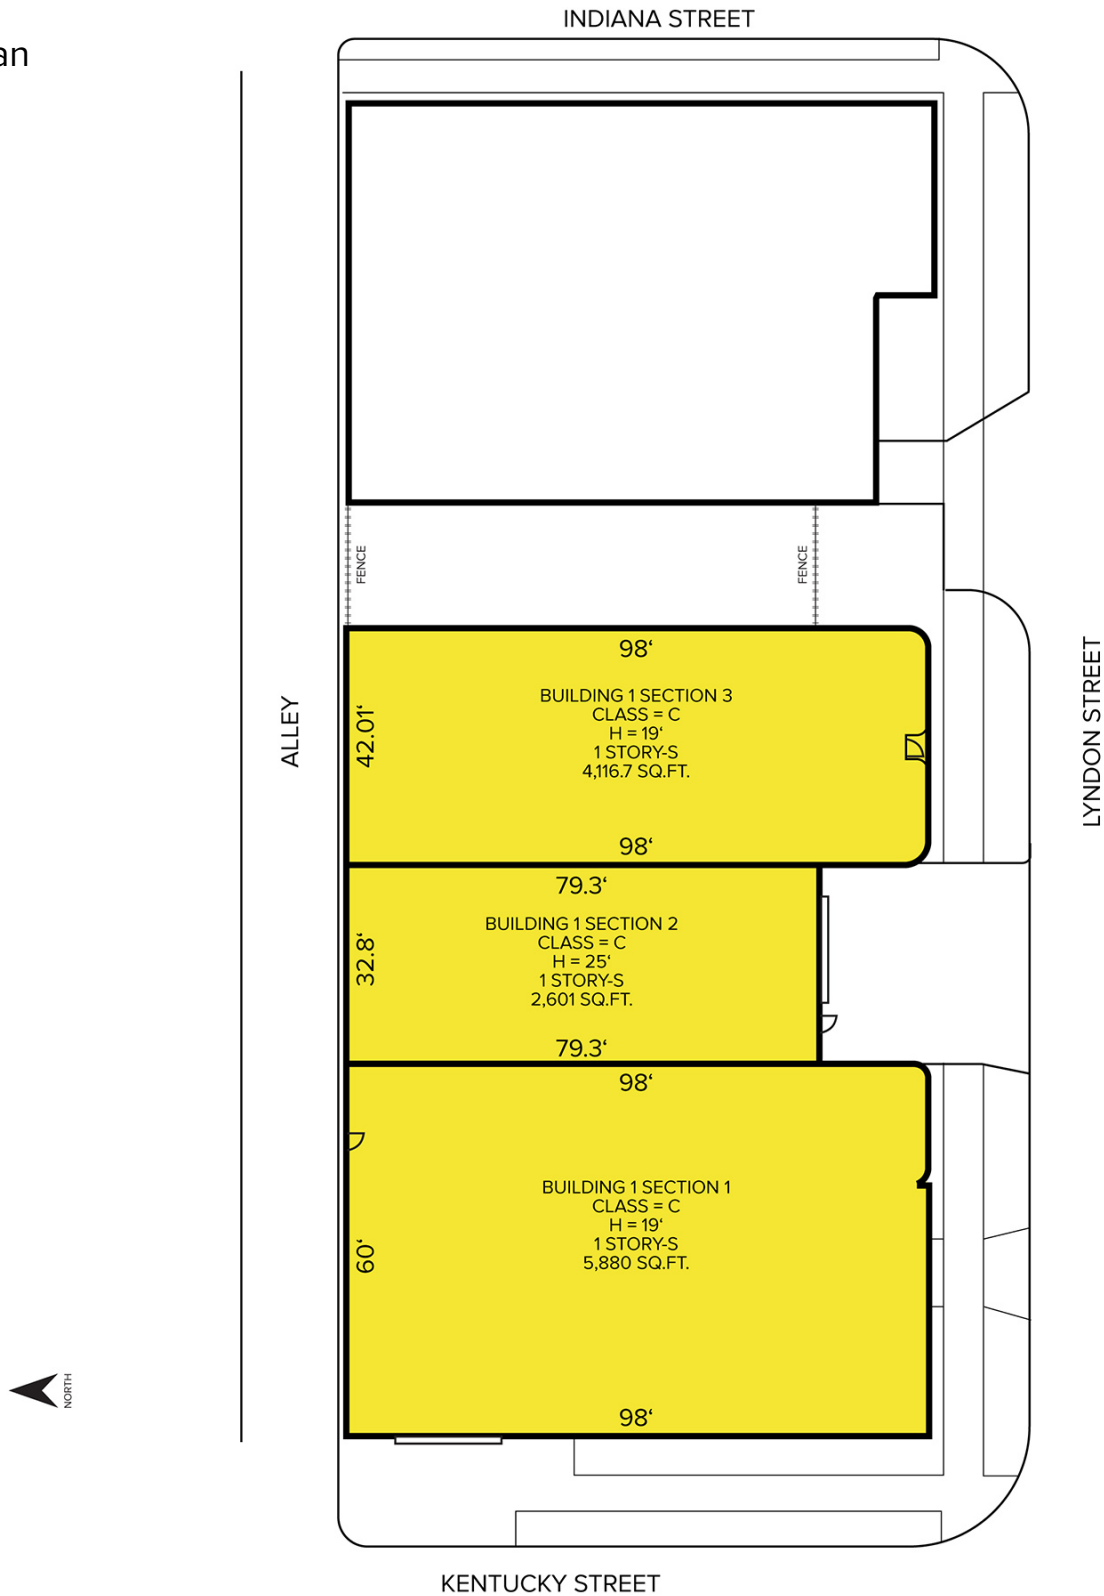 INDIANA STREET
an
FENCE
FENCE
98‘
BUILDING 1 SECTION 3
CLASS = C
H = 19‘
1 STORY-S
4,116.7 SQ.FT.
42.01‘
98‘
ALLEY
LYNDON STREET
79.3‘
BUILDING 1 SECTION 2
CLASS = C
H = 25‘
1 STORY-S
2,601 SQ.FT.
32.8‘
79.3‘
98‘
BUILDING 1 SECTION 1
CLASS = C
H = 19‘
1 STORY-S
5,880 SQ.FT.
60‘
98‘
NORTH
KENTUCKY STREET